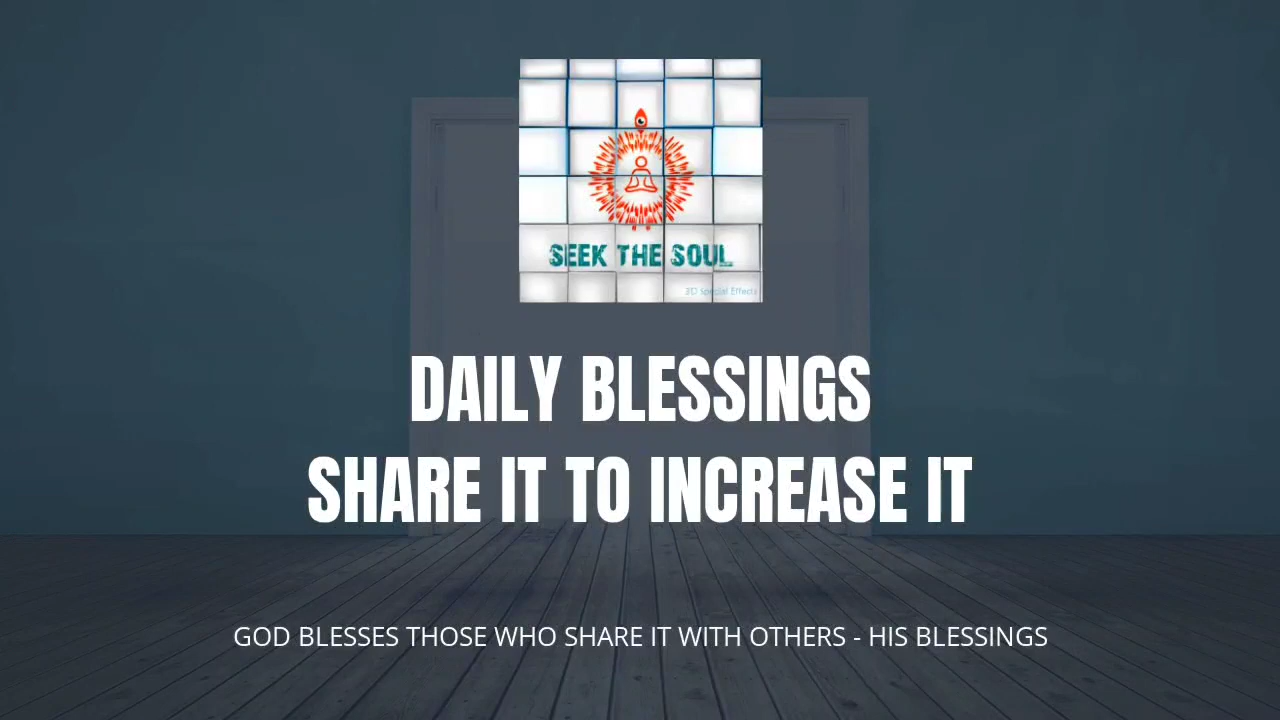 SEEK THE SOUL
3D Special Effects
DAILY BLESSINGS
SHARE IT TO INCREASE IT
GOD BLESSES THOSE WHO SHARE IT WITH OTHERS - HIS BLESSINGS